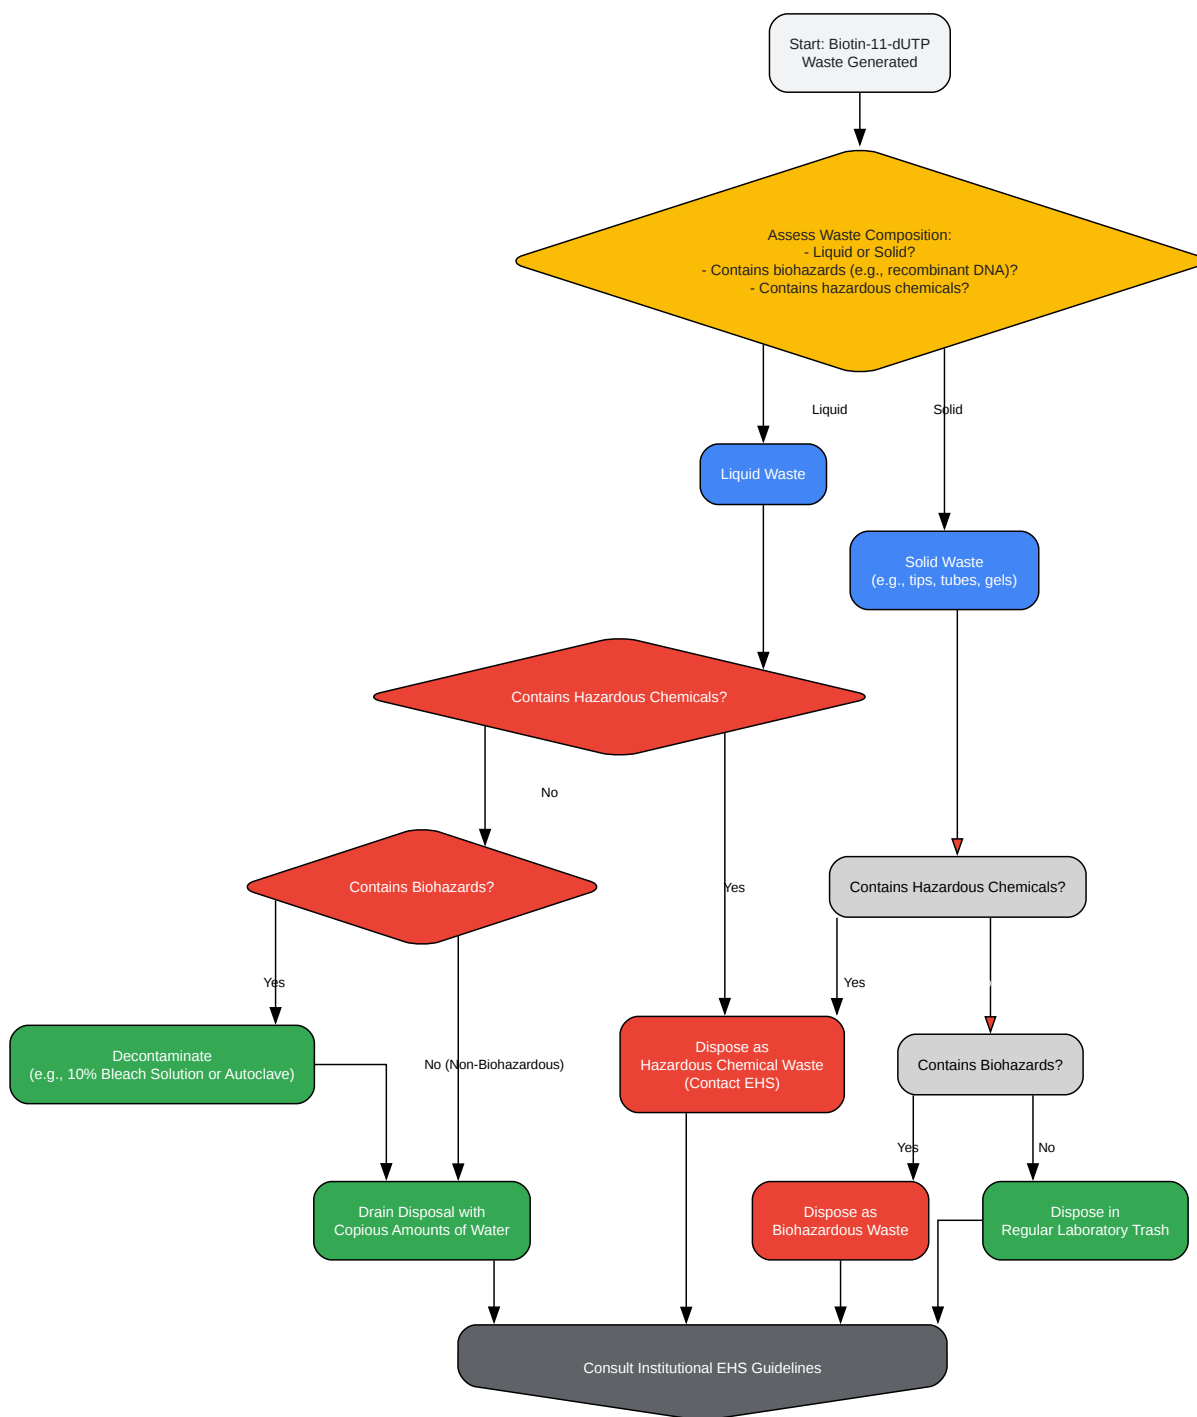 Start: Biotin-11-dUTP
Waste Generated
Assess Waste Composition:
- Liquid or Solid?
- Contains biohazards (e.g., recombinant DNA)?
- Contains hazardous chemicals?
Liquid
Solid
Liquid Waste
Solid Waste
(e.g., tips, tubes, gels)
Contains Hazardous Chemicals?
No
Contains Biohazards?
Yes
Contains Hazardous Chemicals?
Yes
Yes
Decontaminate
(e.g., 10% Bleach Solution or Autoclave)
No (Non-Biohazardous)
Dispose as
Hazardous Chemical Waste
(Contact EHS)
Contains Biohazards?
Yes
No
Drain Disposal with
Copious Amounts of Water
Dispose as
Biohazardous Waste
Dispose in
Regular Laboratory Trash
Consult Institutional EHS Guidelines